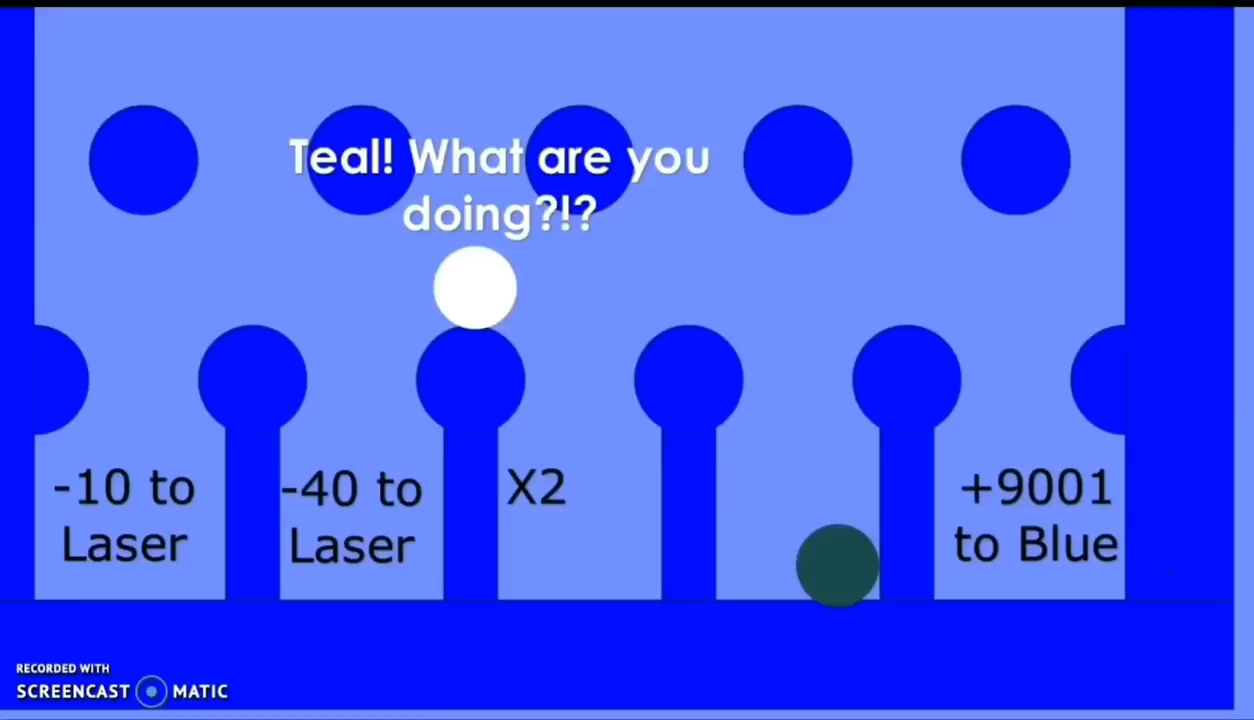 Teal! What are you
doing?!?
-10 to
Laser
-40 to
Laser
X2
+9001
to Blue
RECORDED WITH
SCREENCAST MATIC